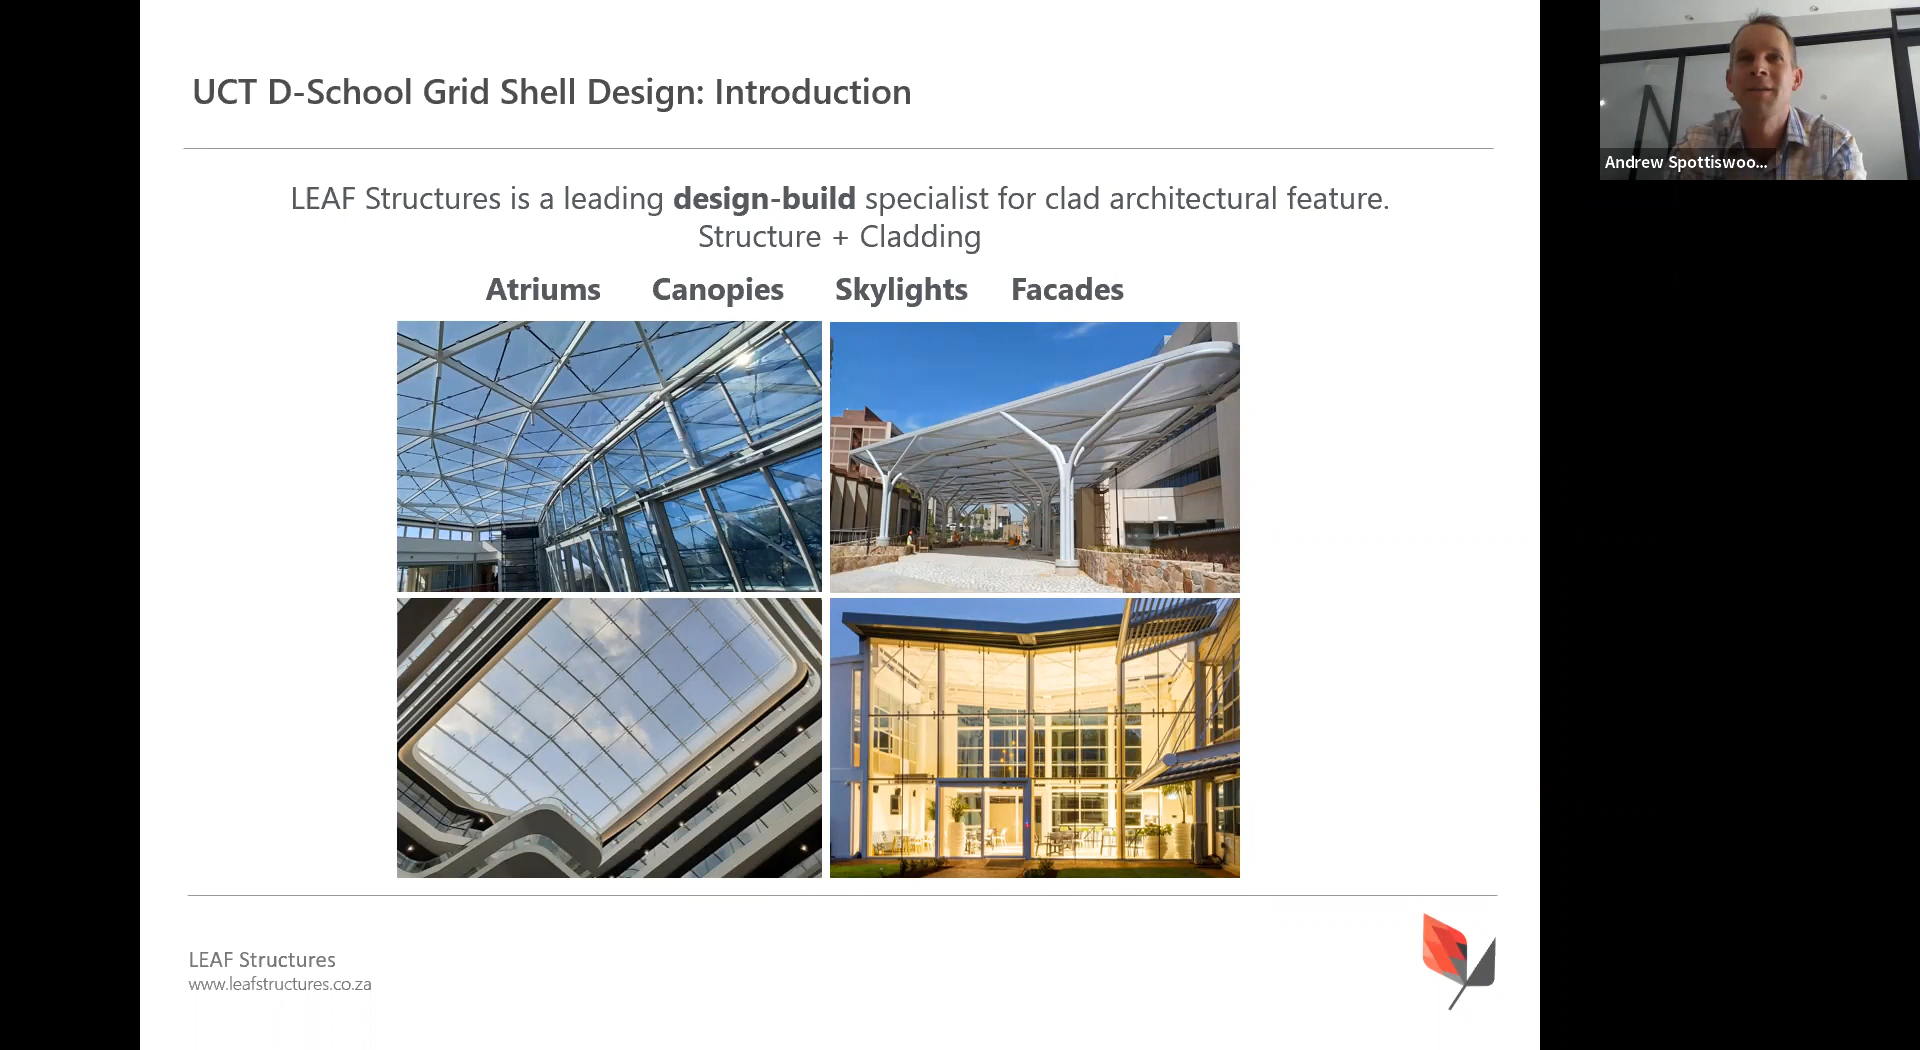 UCT D-School Grid Shell Design: Introduction
LEAF Structures is a leading design-build specialist for clad architectural feature.
Structure + Cladding
Atriums Canopies Skylights Facades
LEAF Structures
www.leafstructures.co.za
Andrew Spottiswoo...